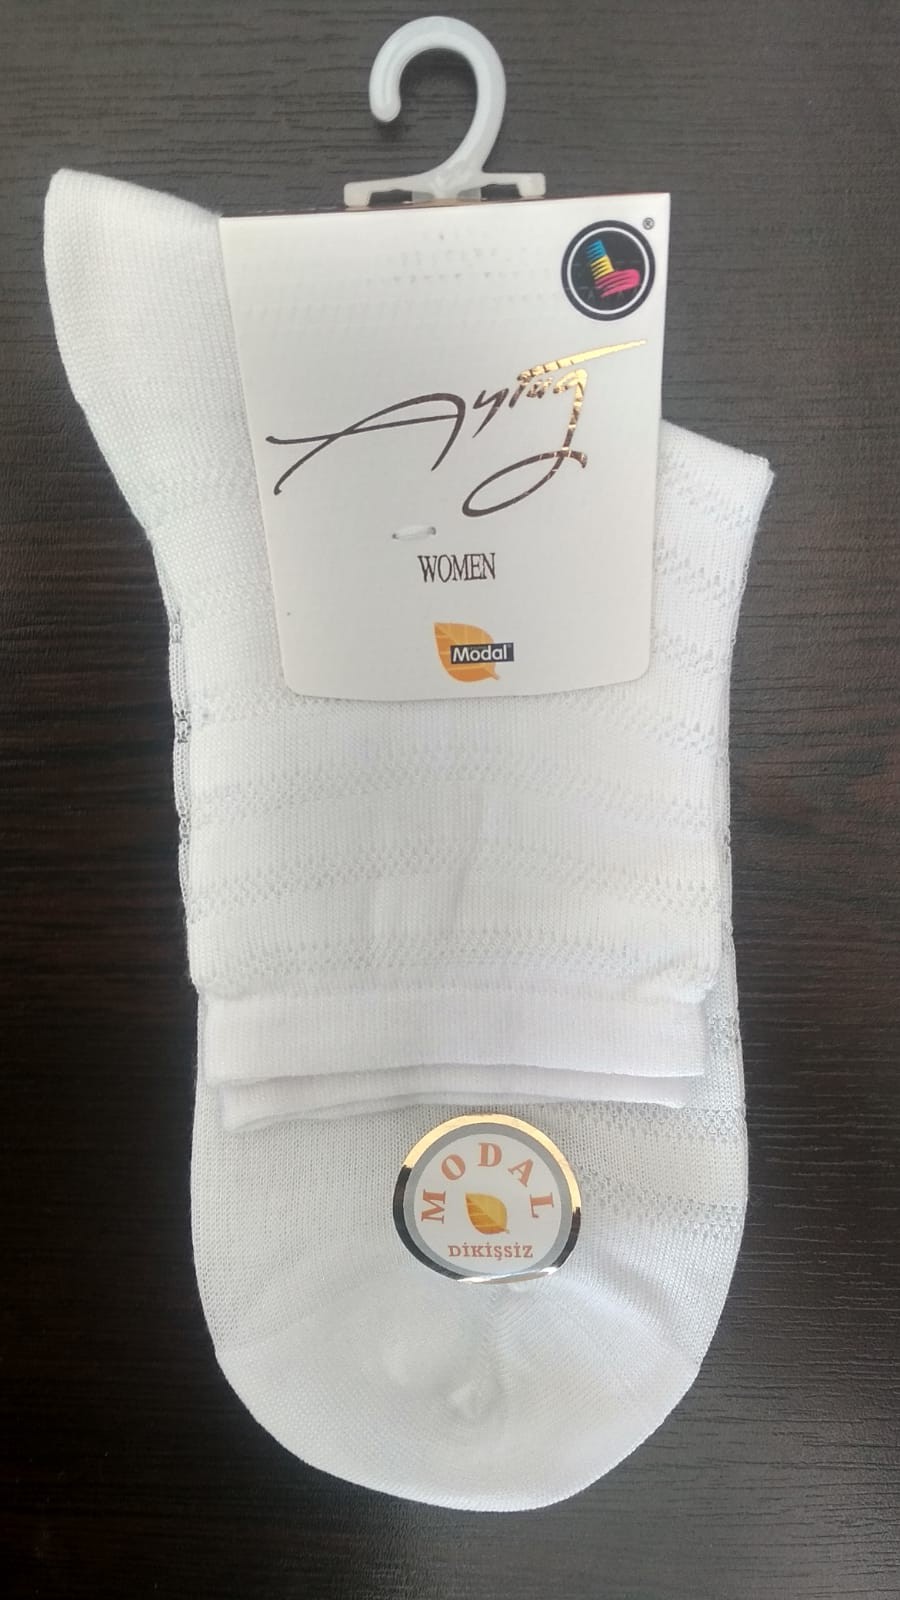 ®
Aytuğ
WOMEN
Modal
MODAL
DİKİŞSİZ